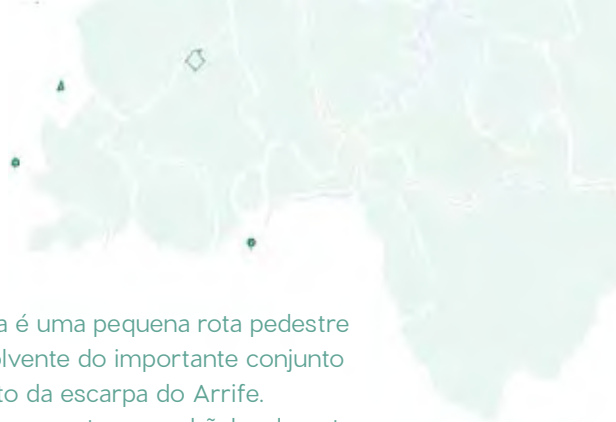 a é uma pequena rota pedestre
lvente do importante conjunto
to da escarpa do Arrife.